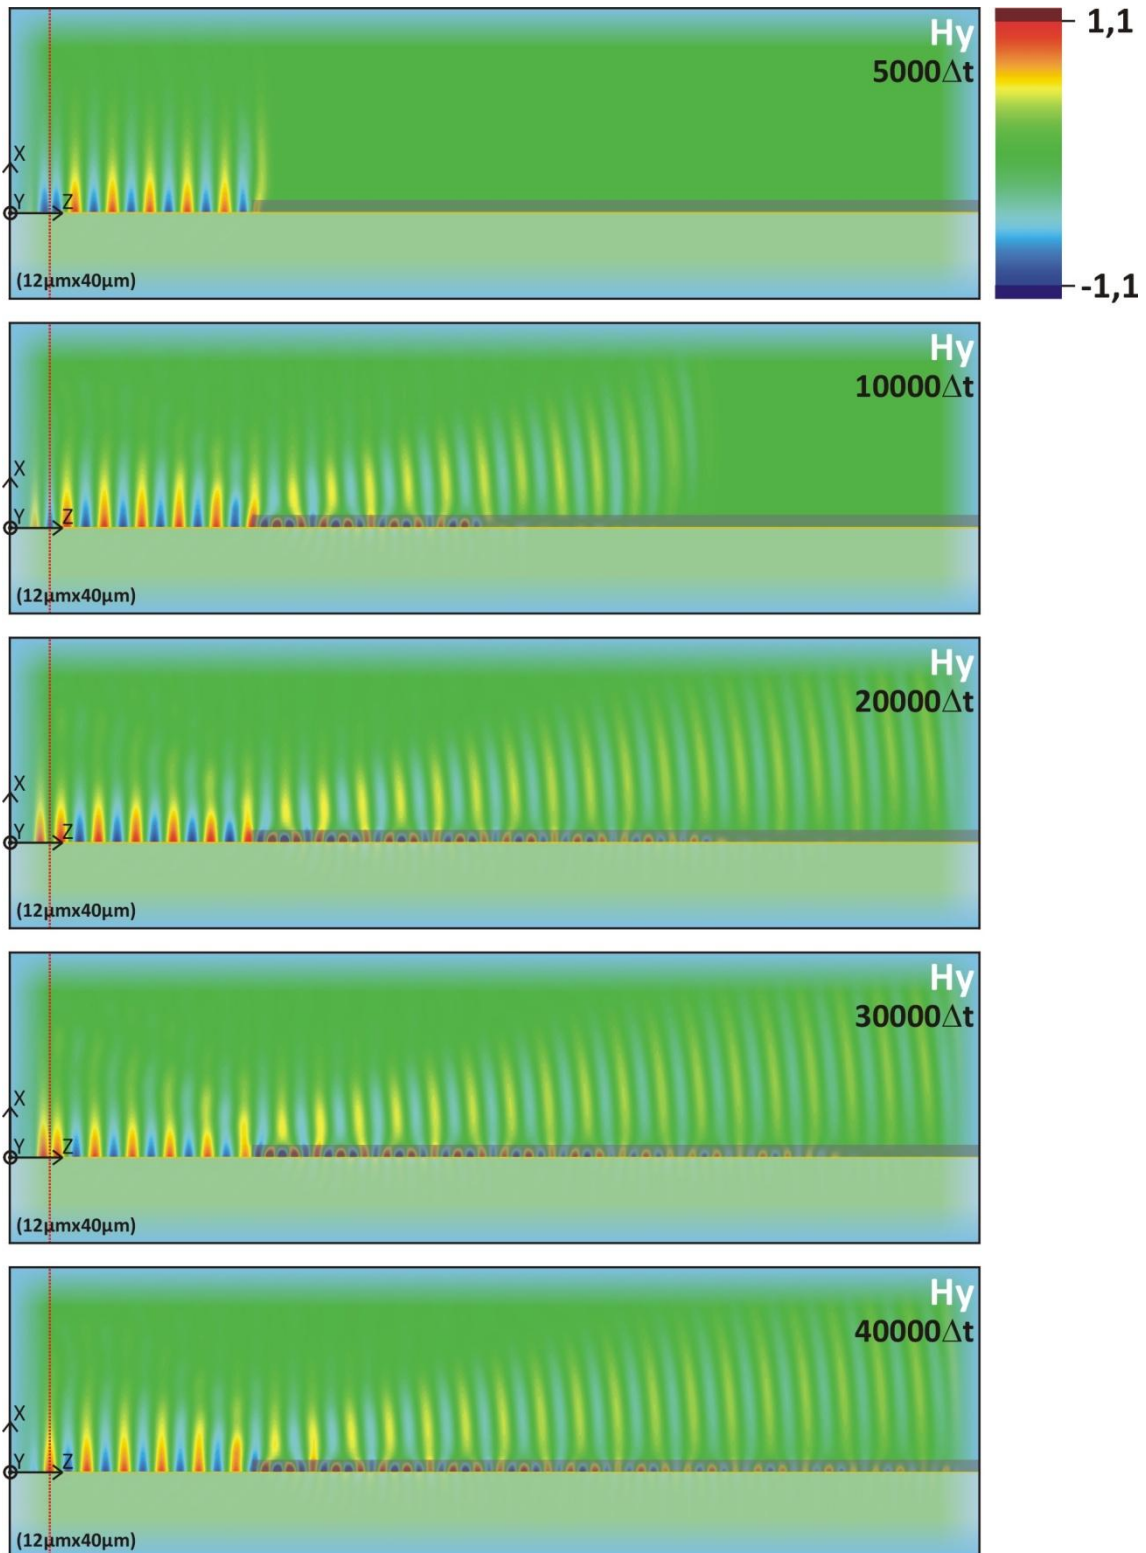 Hy
5000Δt
X
Y
Z
(12µmx40µm)
1,1
-1,1
Hy
10000Δt
X
Y
Z
(12µmx40µm)
Hy
20000Δt
X
Y
Z
(12µmx40µm)
Hy
30000Δt
X
Y
Z
(12µmx40µm)
Hy
40000Δt
X
Y
Z
(12µmx40µm)